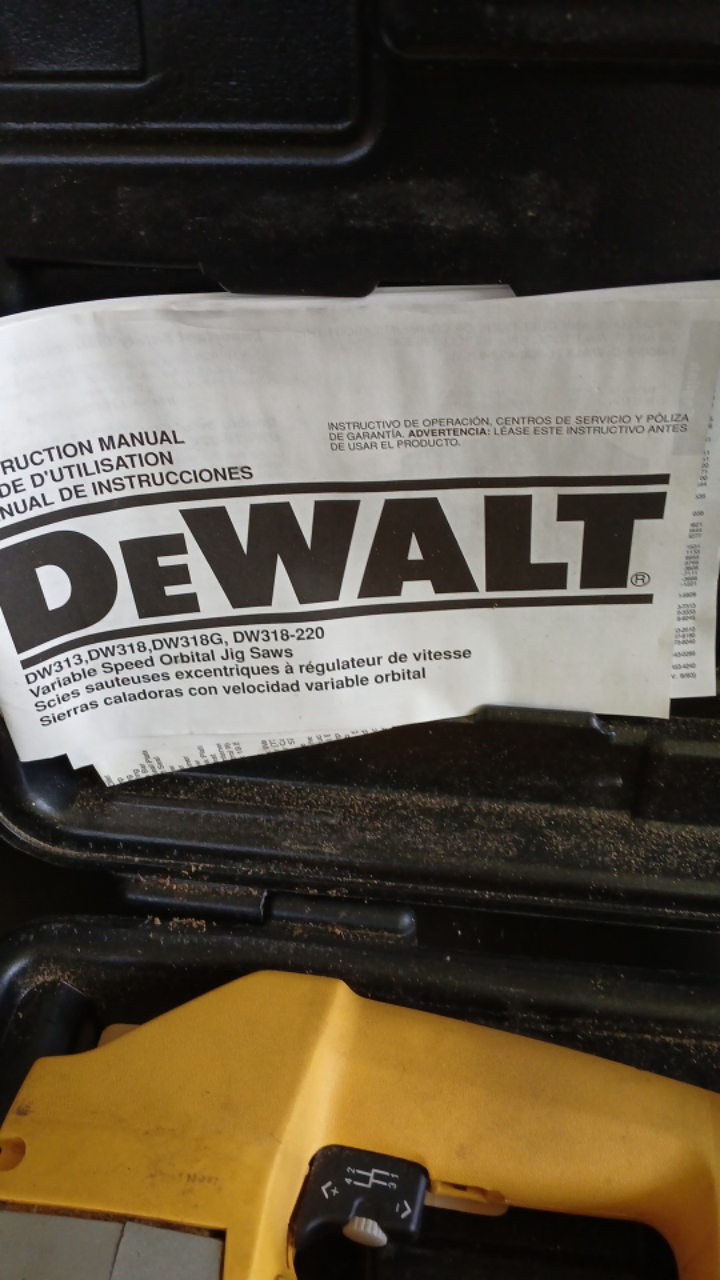 RUCTION MANUAL
DE D'UTILISATION
NUAL DE INSTRUCCIONES
INSTRUCTIVO DE OPERACIÓN, CENTROS DE SERVICIO Y PÓLIZA
DE GARANTÍA. ADVERTENCIA: LÉASE ESTE INSTRUCTIVO ANTES
DE USAR EL PRODUCTO.
DEWALT®
DW313,DW318,DW318G, DW318-220
Variable Speed Orbital Jig Saws
Scies sauteuses excentriques à régulateur de vitesse
Sierras caladoras con velocidad variable orbital